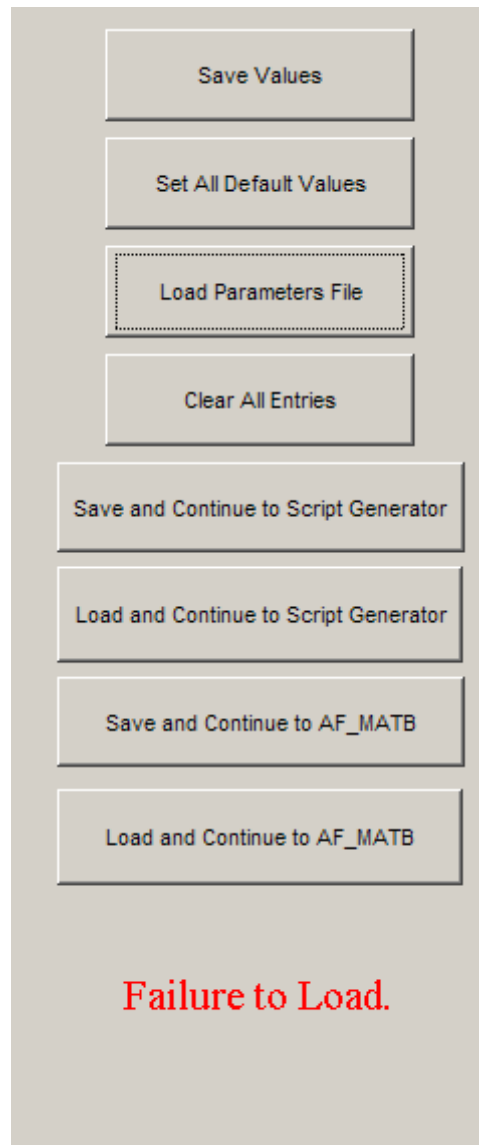 Save Values
Set All Default Values
Load Parameters File
Clear All Entries
Save and Continue to Script Generator
Load and Continue to Script Generator
Save and Continue to AF_MATB
Load and Continue to AF_MATB
Failure to Load.